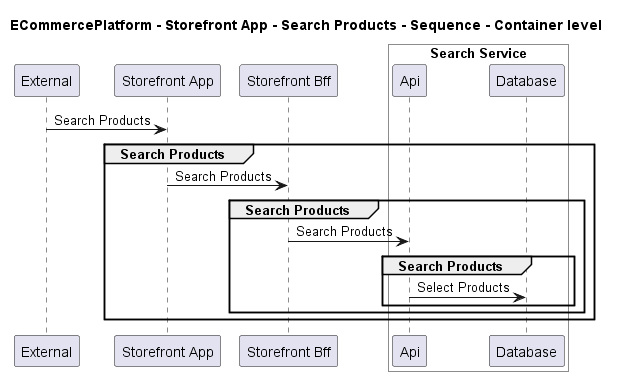 ECommercePlatform - Storefront App - Search Products - Sequence - Container level
Search Service
External
Storefront App
Storefront Bff
Api
Database
Search Products
Search Products
Search Products
Search Products
Search Products
Search Products
Select Products
External
Storefront App
Storefront Bff
Api
Database